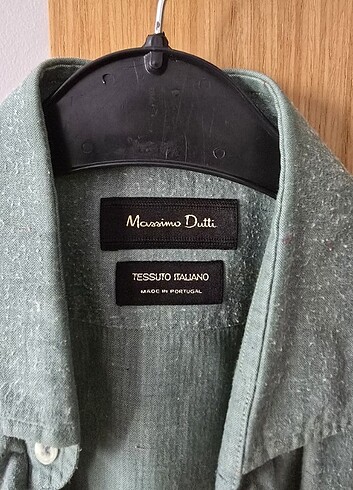 Massimo Dutti
TESSUTO ITALIANO
MADE IN PORTUGAL